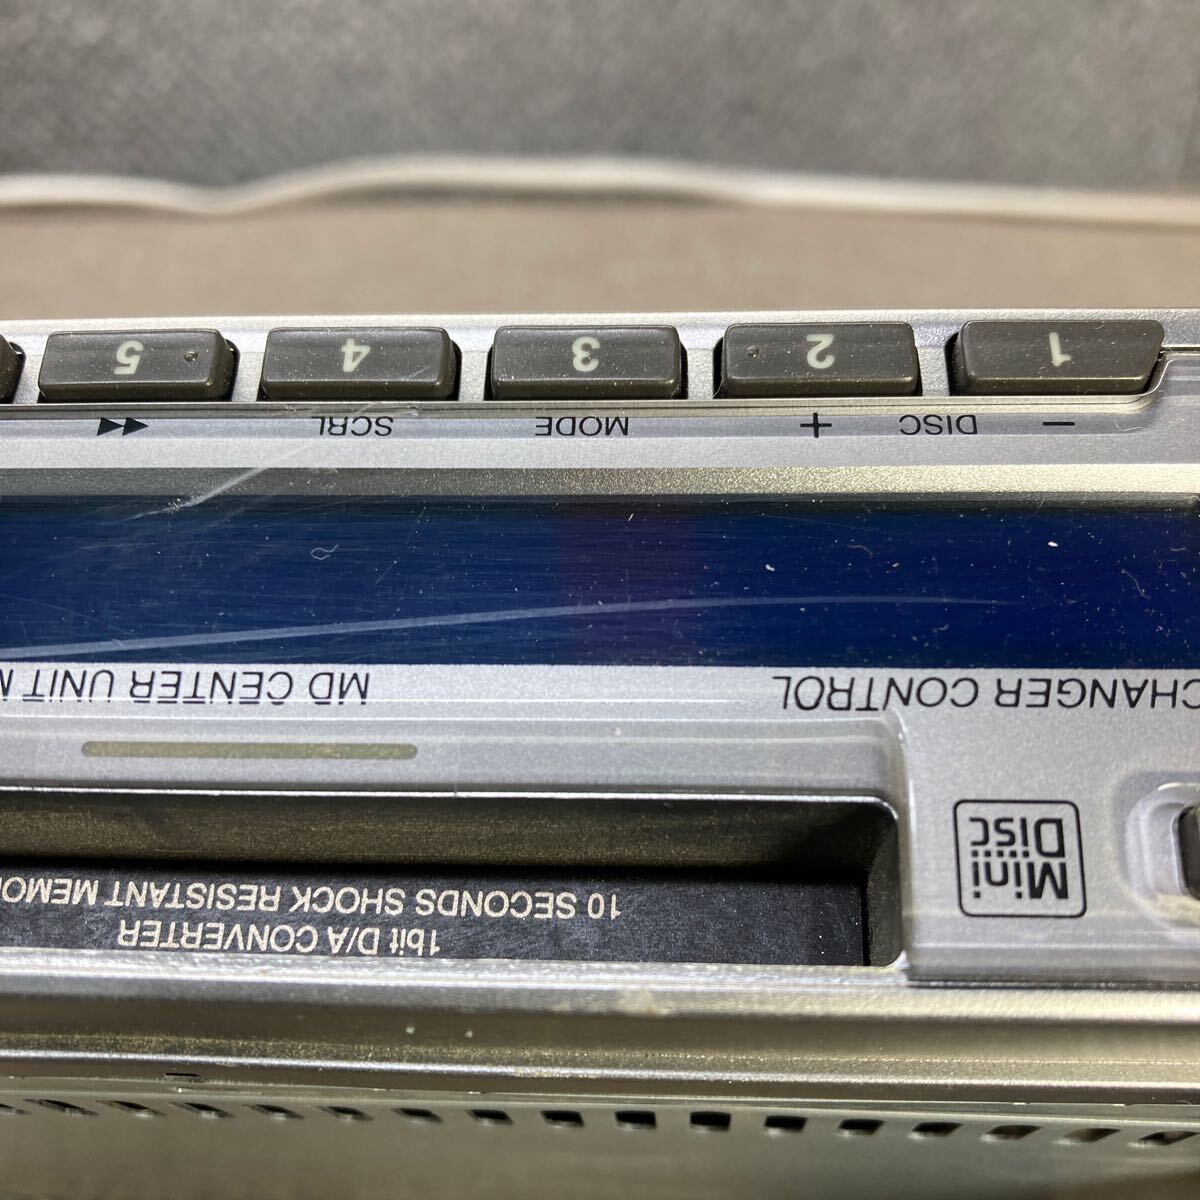 1bit D/A CONVERTER
10 SECONDS SHOCK RESISTANT
Mini
Disc
CHANGER CONTROL MD CENTER UNIT
− DISC + MODE SCRL ▶▶
1 2 3 4 5